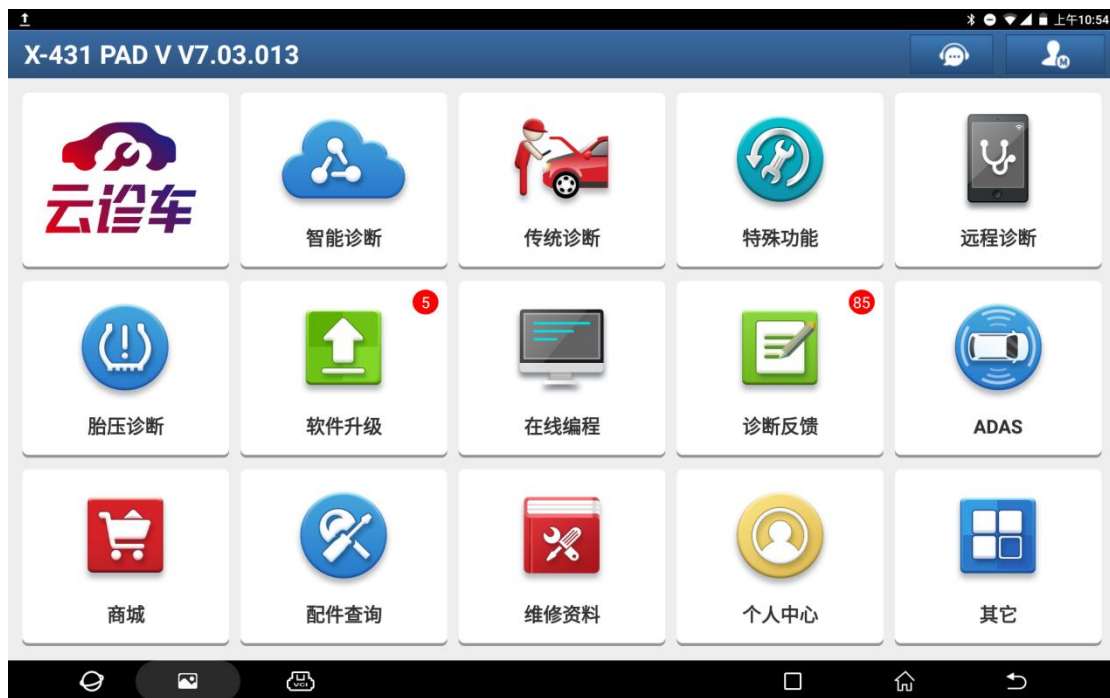 上午10:54
X-431 PAD V V7.03.013
M
云诊车
智能诊断
传统诊断
特殊功能
远程诊断
5
85
胎压诊断
软件升级
在线编程
诊断反馈
ADAS
商城
配件查询
维修资料
个人中心
其它
VCI